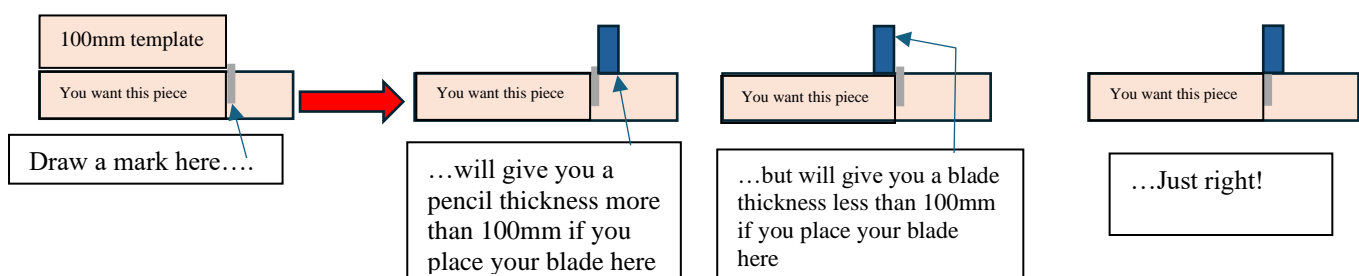 100mm template
You want this piece
Draw a mark here….
You want this piece
…will give you a
pencil thickness more
than 100mm if you
place your blade here
You want this piece
…but will give you a blade
thickness less than 100mm
if you place your blade
here
You want this piece
…Just right!